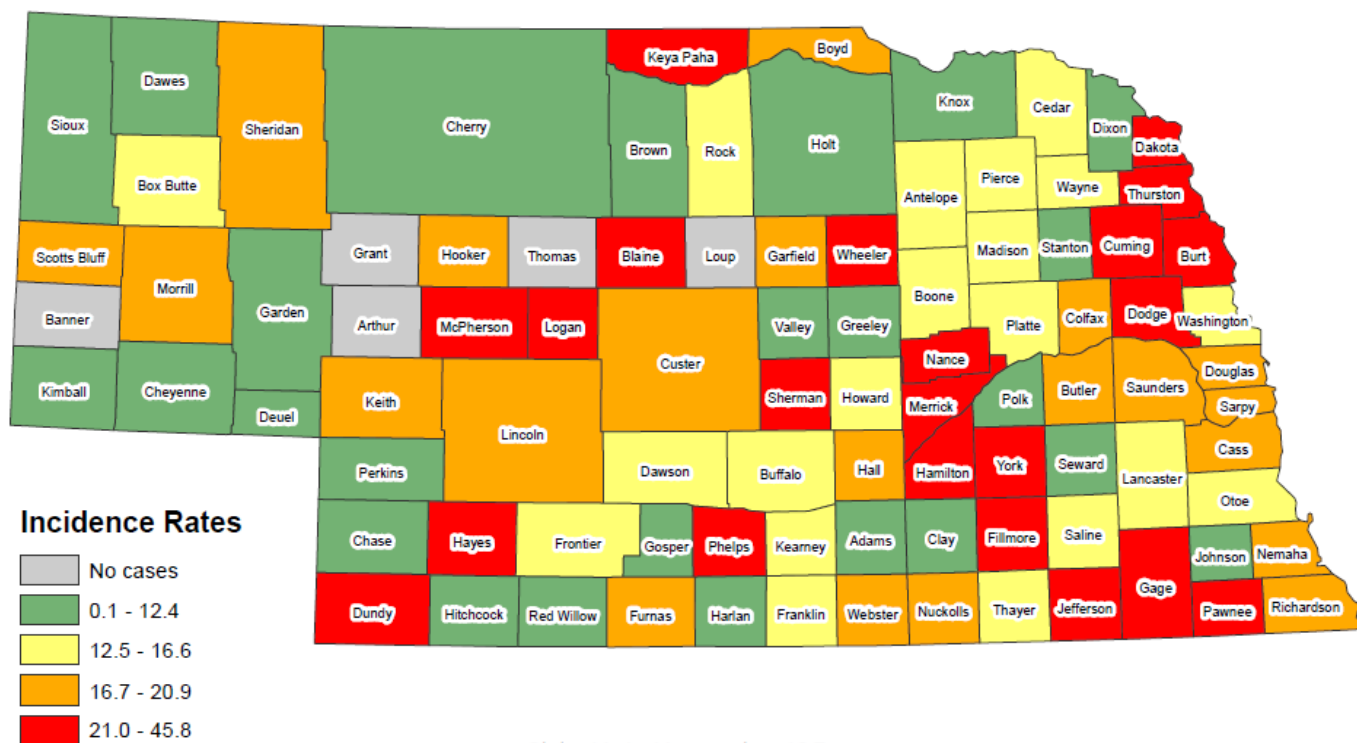 Keya Paha
Boyd
Dawes
Sioux
Sheridan
Cherry
Brown
Rock
Holt
Knox
Cedar
Dixon
Dakota
Box Butte
Antelope
Pierce
Wayne
Thurston
Scotts Bluff
Morrill
Garden
Grant
Hooker
Thomas
Blaine
Loup
Garfield
Wheeler
Madison
Stanton
Cuming
Burt
Banner
Arthur
McPherson
Logan
Custer
Valley
Greeley
Boone
Platte
Colfax
Dodge
Washington
Kimball
Cheyenne
Deuel
Keith
Lincoln
Sherman
Howard
Nance
Merrick
Polk
Butler
Saunders
Douglas
Sarpy
Perkins
Dawson
Buffalo
Hall
Hamilton
York
Seward
Lancaster
Cass
Otoe
Chase
Hayes
Frontier
Gosper
Phelps
Kearney
Adams
Clay
Fillmore
Saline
Johnson
Nemaha
Dundy
Hitchcock
Red Willow
Furnas
Harlan
Franklin
Webster
Nuckolls
Thayer
Jefferson
Gage
Pawnee
Richardson
Incidence Rates
No cases
0.1 - 12.4
12.5 - 16.6
16.7 - 20.9
21.0 - 45.8